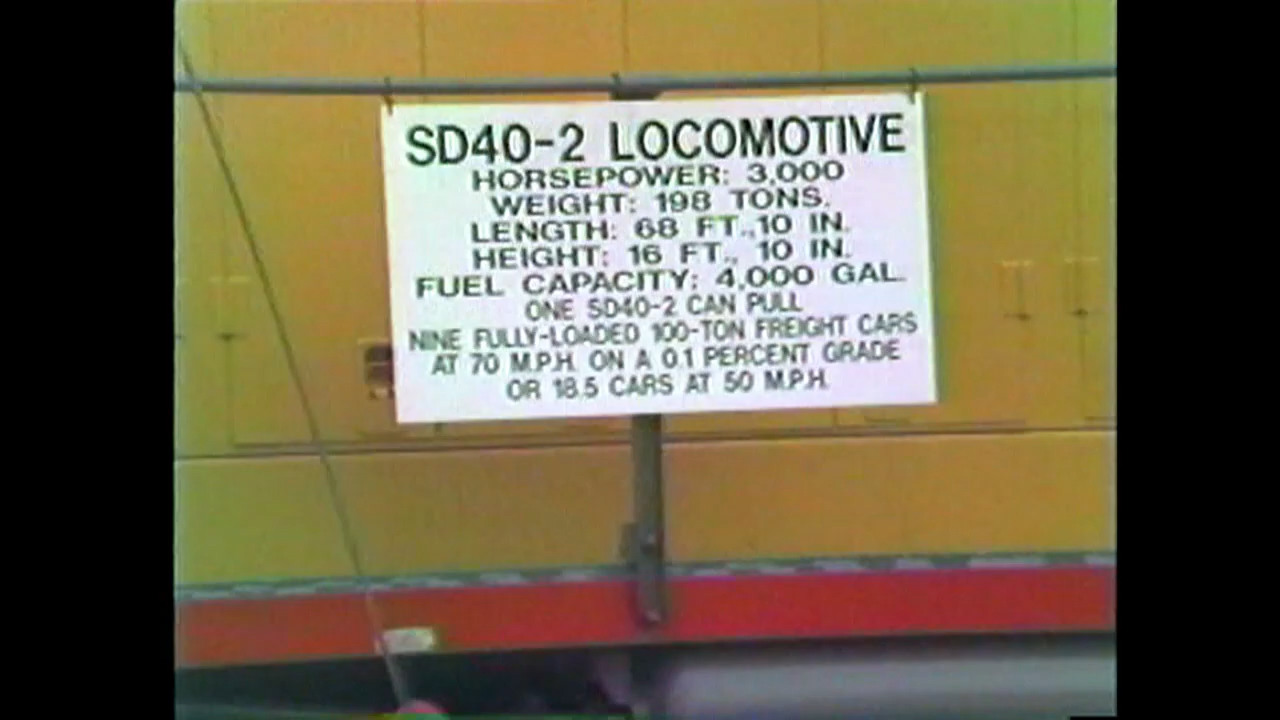 SD40-2 LOCOMOTIVE
HORSEPOWER: 3,000
WEIGHT: 198 TONS.
LENGTH: 68 FT.,10 IN.
HEIGHT: 16 FT., 10 IN.
FUEL CAPACITY: 4,000 GAL.
ONE SD40-2 CAN PULL
NINE FULLY-LOADED 100-TON FREIGHT CARS
AT 70 M.P.H. ON A 0.1 PERCENT GRADE
OR 18.5 CARS AT 50 M.P.H.